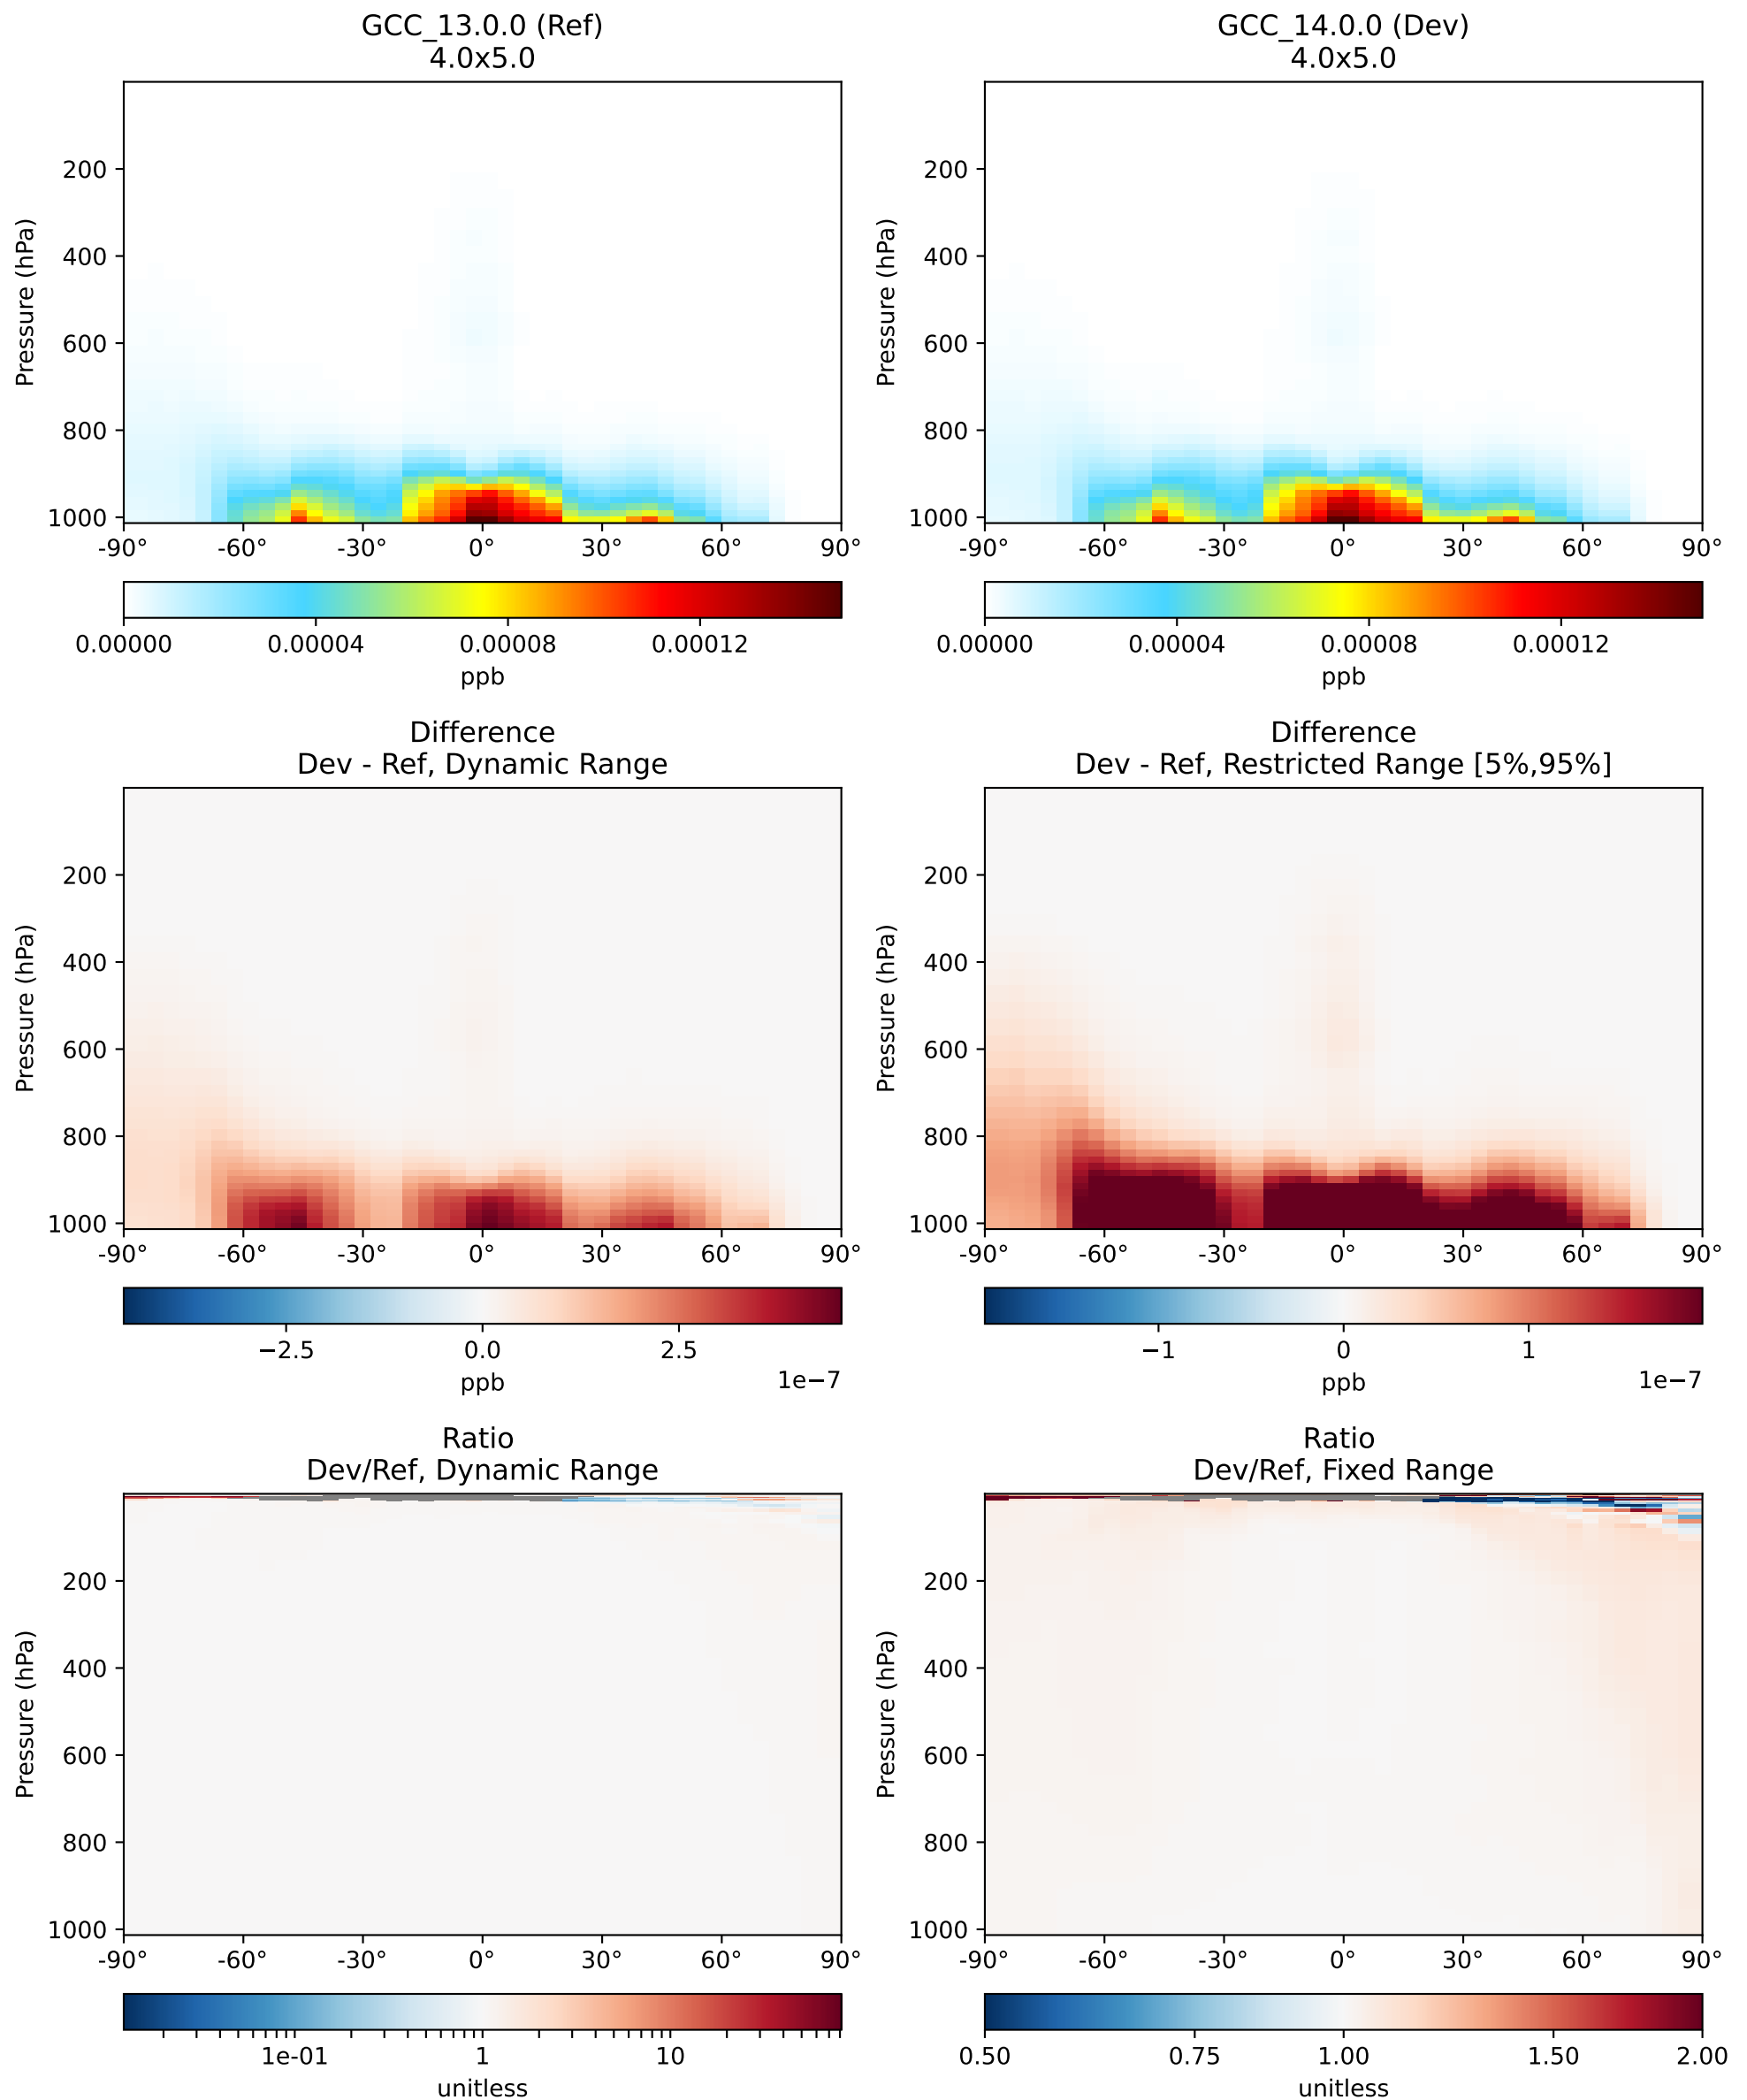 GCC_13.0.0 (Ref)
4.0x5.0
Pressure (hPa)
200
400
600
800
1000
-90° -60° -30° 0° 30° 60° 90°
0.00000 0.00004 0.00008 0.00012
ppb
GCC_14.0.0 (Dev)
4.0x5.0
Pressure (hPa)
200
400
600
800
1000
-90° -60° -30° 0° 30° 60° 90°
0.00000 0.00004 0.00008 0.00012
ppb
Difference
Dev - Ref, Dynamic Range
Pressure (hPa)
200
400
600
800
1000
-90° -60° -30° 0° 30° 60° 90°
−2.5 0.0 2.5
ppb 1e−7
Difference
Dev - Ref, Restricted Range [5%,95%]
Pressure (hPa)
200
400
600
800
1000
-90° -60° -30° 0° 30° 60° 90°
−1 0 1
ppb 1e−7
Ratio
Dev/Ref, Dynamic Range
Pressure (hPa)
200
400
600
800
1000
-90° -60° -30° 0° 30° 60° 90°
1e-01 1 10
unitless
Ratio
Dev/Ref, Fixed Range
Pressure (hPa)
200
400
600
800
1000
-90° -60° -30° 0° 30° 60° 90°
0.50 0.75 1.00 1.50 2.00
unitless